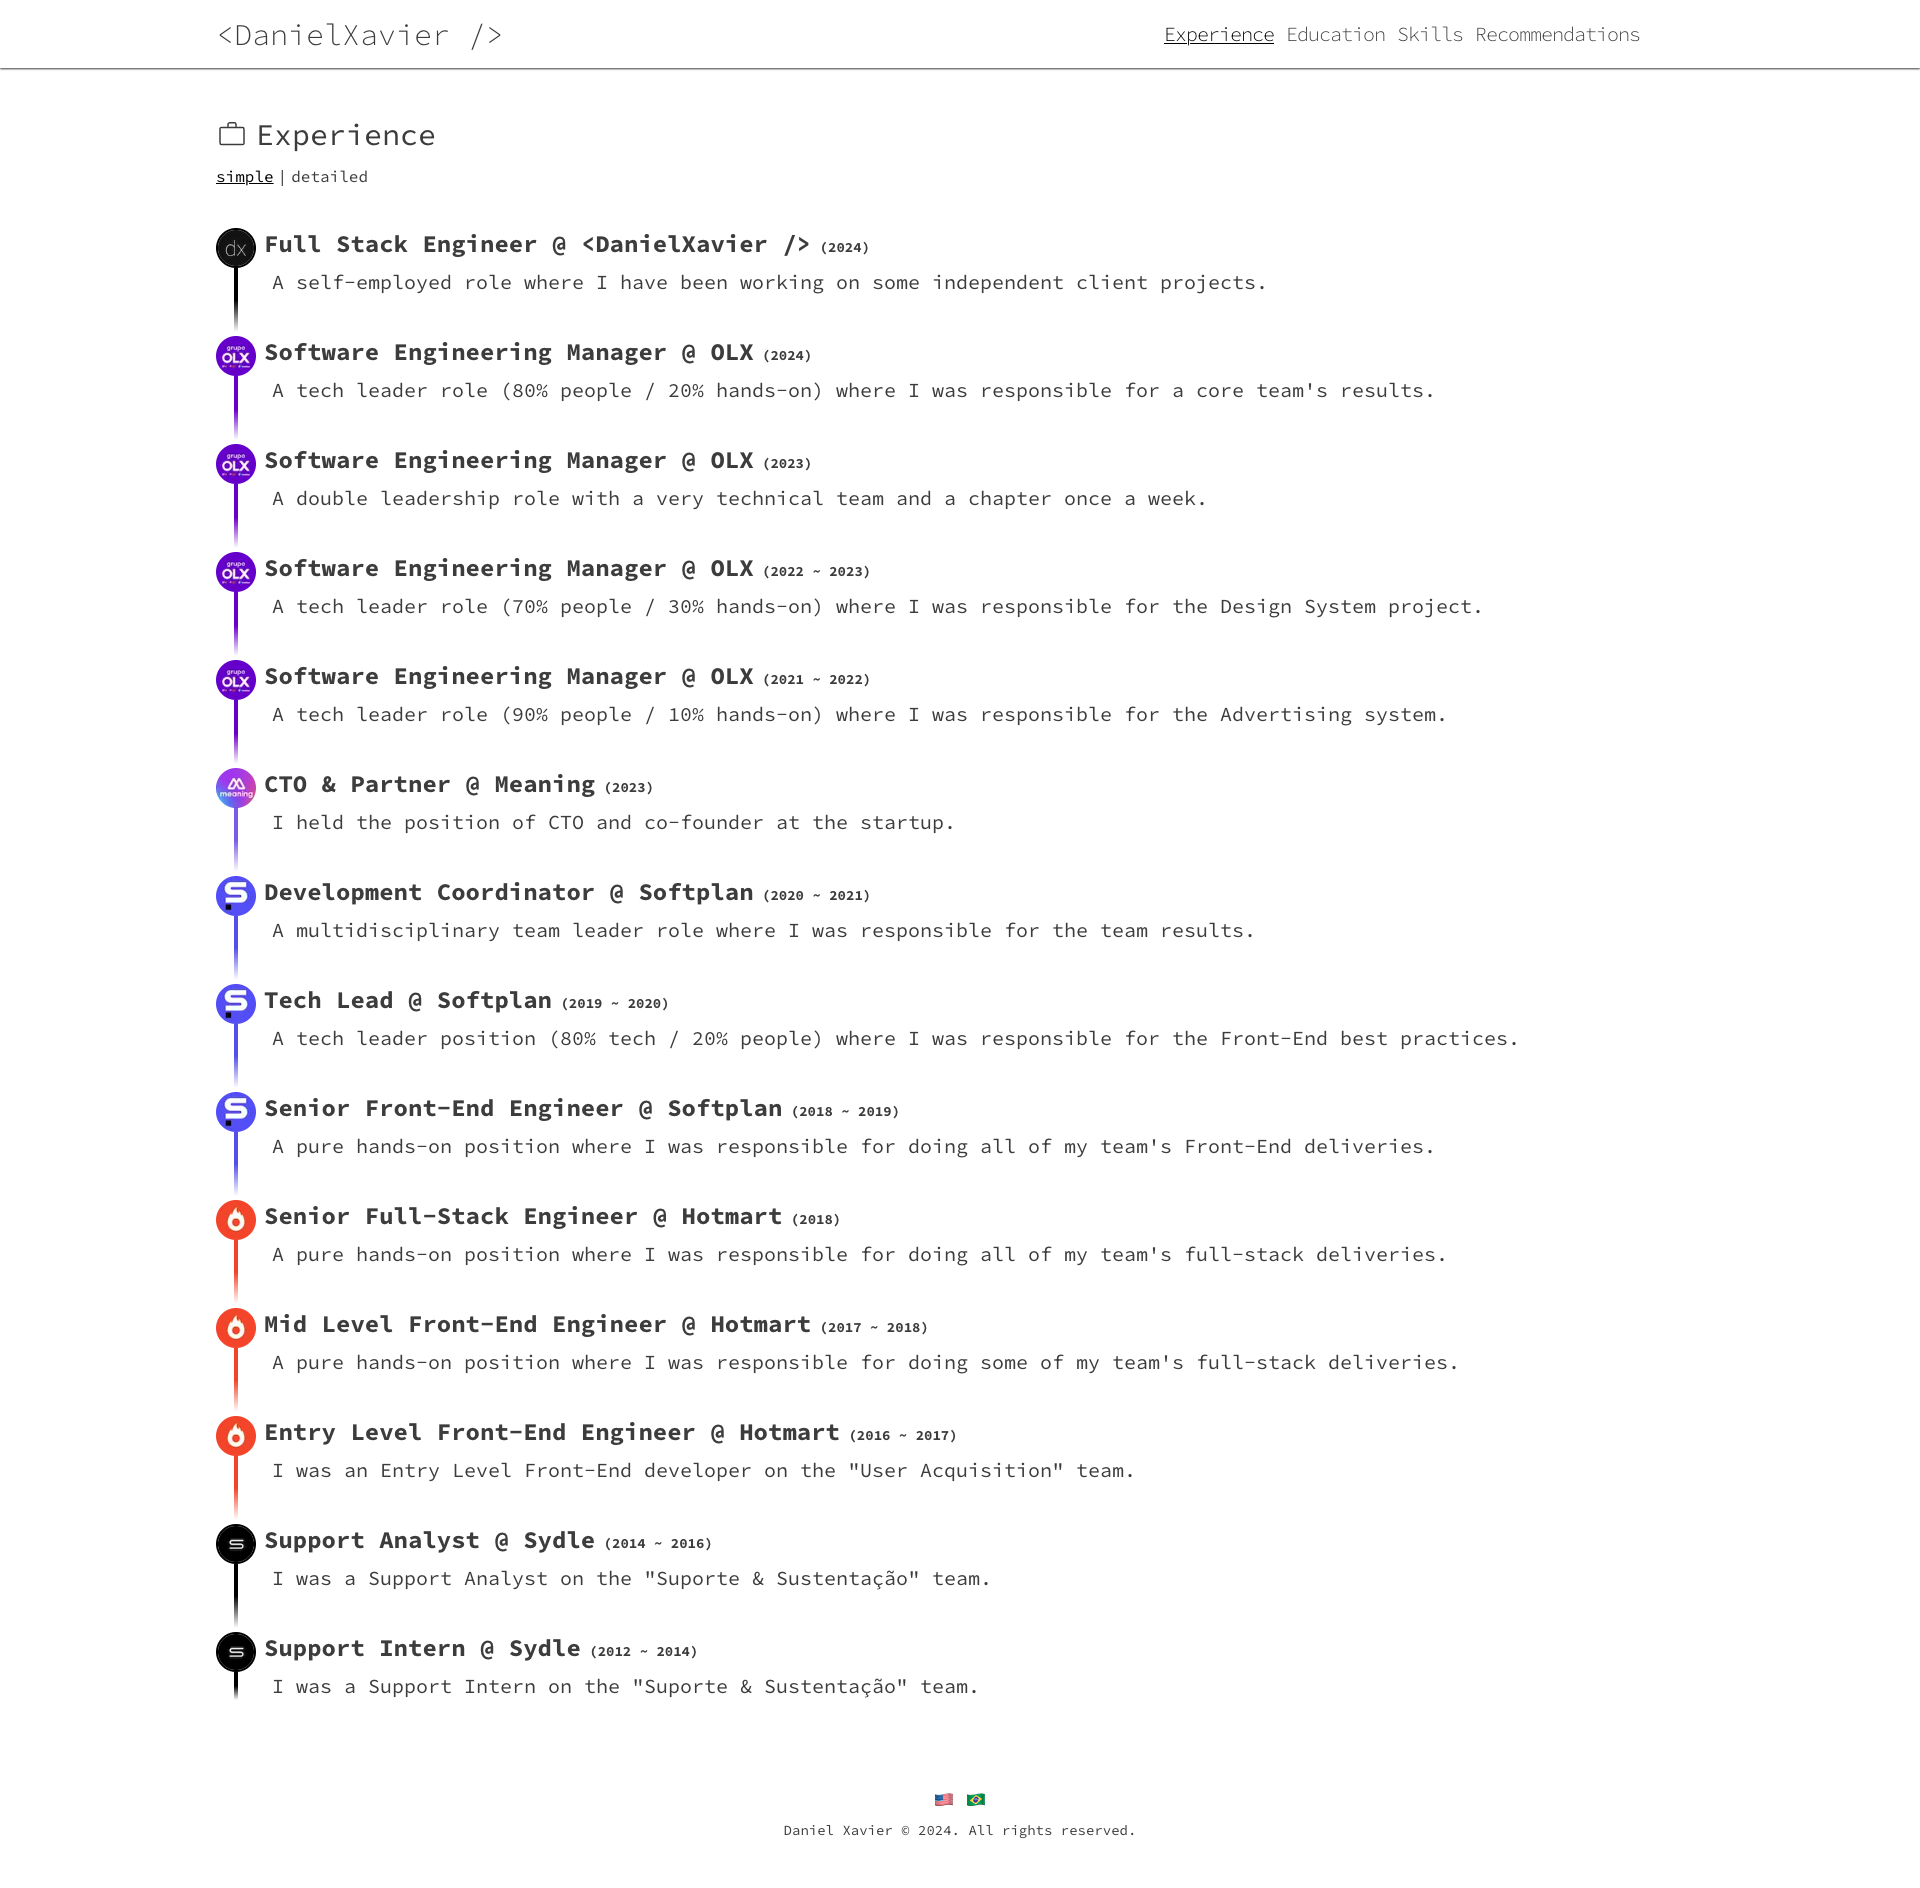 <DanielXavier />
Experience Education Skills Recommendations
Experience
simple | detailed
dx
Full Stack Engineer @ <DanielXavier /> (2024)
A self-employed role where I have been working on some independent client projects.
grupo
OLX
Software Engineering Manager @ OLX (2024)
A tech leader role (80% people / 20% hands-on) where I was responsible for a core team's results.
grupo
OLX
Software Engineering Manager @ OLX (2023)
A double leadership role with a very technical team and a chapter once a week.
grupo
OLX
Software Engineering Manager @ OLX (2022 ~ 2023)
A tech leader role (70% people / 30% hands-on) where I was responsible for the Design System project.
grupo
OLX
Software Engineering Manager @ OLX (2021 ~ 2022)
A tech leader role (90% people / 10% hands-on) where I was responsible for the Advertising system.
meaning
CTO & Partner @ Meaning (2023)
I held the position of CTO and co-founder at the startup.
Development Coordinator @ Softplan (2020 ~ 2021)
A multidisciplinary team leader role where I was responsible for the team results.
Tech Lead @ Softplan (2019 ~ 2020)
A tech leader position (80% tech / 20% people) where I was responsible for the Front-End best practices.
Senior Front-End Engineer @ Softplan (2018 ~ 2019)
A pure hands-on position where I was responsible for doing all of my team's Front-End deliveries.
Senior Full-Stack Engineer @ Hotmart (2018)
A pure hands-on position where I was responsible for doing all of my team's full-stack deliveries.
Mid Level Front-End Engineer @ Hotmart (2017 ~ 2018)
A pure hands-on position where I was responsible for doing some of my team's full-stack deliveries.
Entry Level Front-End Engineer @ Hotmart (2016 ~ 2017)
I was an Entry Level Front-End developer on the "User Acquisition" team.
Support Analyst @ Sydle (2014 ~ 2016)
I was a Support Analyst on the "Suporte & Sustentação" team.
Support Intern @ Sydle (2012 ~ 2014)
I was a Support Intern on the "Suporte & Sustentação" team.
Daniel Xavier © 2024. All rights reserved.